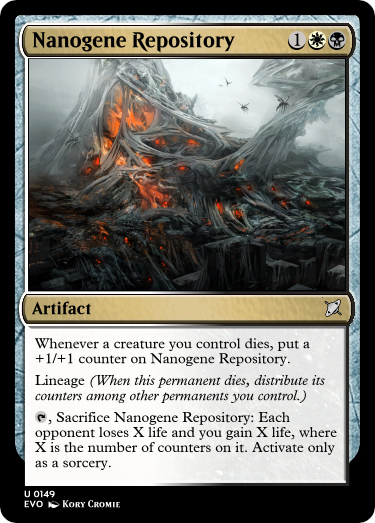 Nanogene Repository 1
Artifact
Whenever a creature you control dies, put a
+1/+1 counter on Nanogene Repository.
Lineage (When this permanent dies, distribute its
counters among other permanents you control.)
, Sacrifice Nanogene Repository: Each
opponent loses X life and you gain X life, where
X is the number of counters on it. Activate only
as a sorcery.
U 0149
EVO Kory Cromie